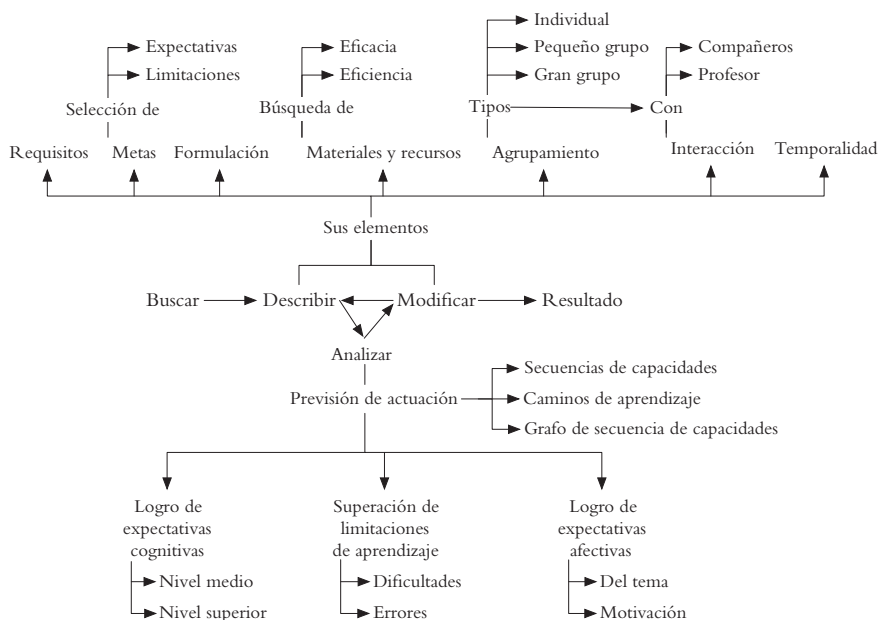 Individual
Expectativas
Eficacia
Pequeño grupo
Compañeros
Limitaciones
Eficiencia
Gran grupo
Profesor
Selección de
Búsqueda de
Tipos
Con
Requisitos
Metas
Formulación
Materiales y recursos
Agrupamiento
Interacción
Temporalidad
Sus elementos
Buscar
Describir
Modificar
Resultado
Analizar
Secuencias de capacidades
Previsión de actuación
Caminos de aprendizaje
Grafo de secuencia de capacidades
Logro de
expectativas
cognitivas
Nivel medio
Nivel superior
Superación de
limitaciones
de aprendizaje
Dificultades
Errores
Logro de
expectativas
afectivas
Del tema
Motivación